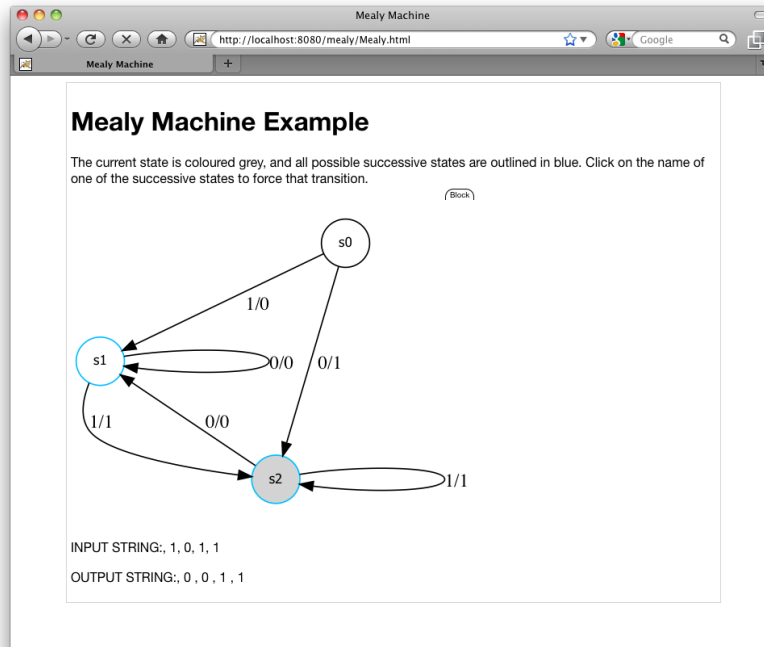 Mealy Machine
http://localhost:8080/mealy/Mealy.html
Google
Mealy Machine
+
Mealy Machine Example
The current state is coloured grey, and all possible successive states are outlined in blue. Click on the name of
one of the successive states to force that transition.
Block
s0
1/0
s1
0/0
0/1
1/1
0/0
s2
1/1
INPUT STRING:, 1, 0, 1, 1
OUTPUT STRING:, 0 , 0 , 1 , 1